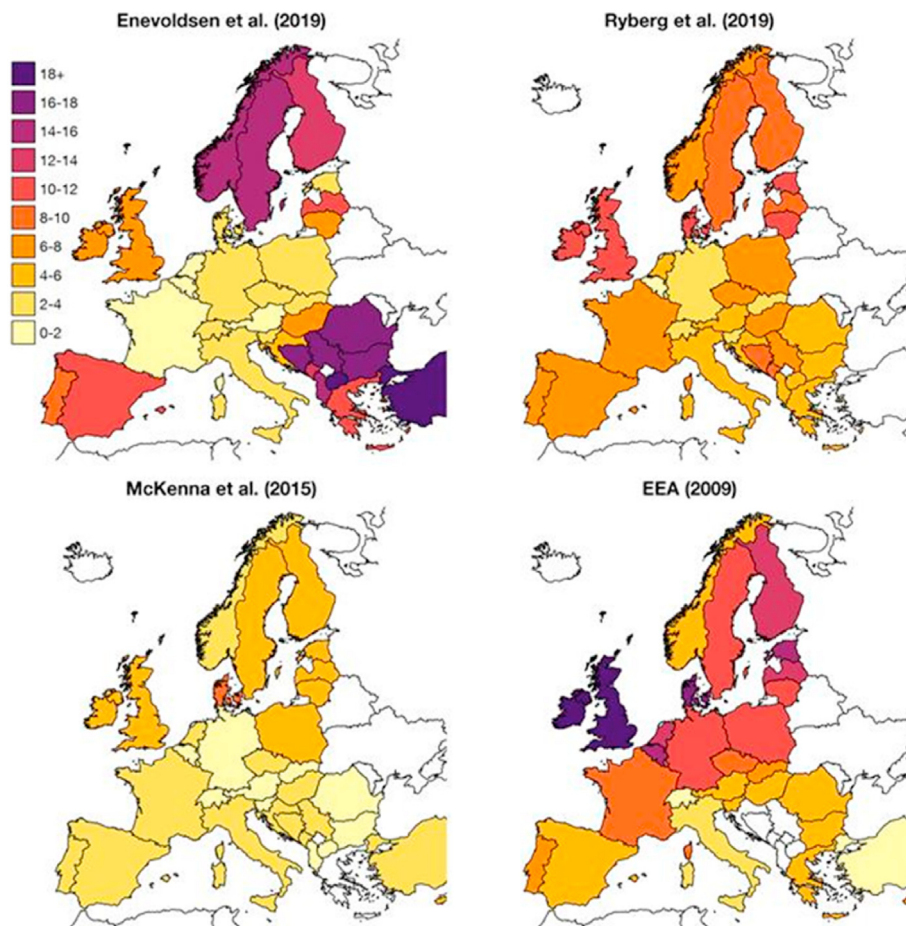 Enevoldsen et al. (2019)
Ryberg et al. (2019)
18+
16-18
14-16
12-14
10-12
8-10
6-8
4-6
2-4
0-2
McKenna et al. (2015)
EEA (2009)